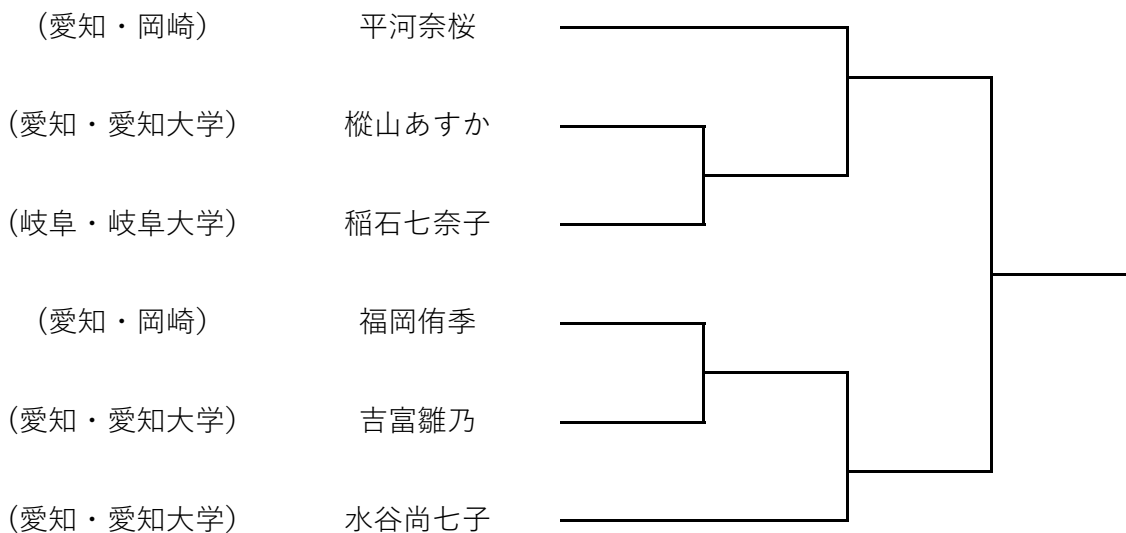 (愛知・岡崎) 平河奈桜
(愛知・愛知大学) 樅山あすか
(岐阜・岐阜大学) 稲石七奈子
(愛知・岡崎) 福岡侑季
(愛知・愛知大学) 吉富雛乃
(愛知・愛知大学) 水谷尚七子